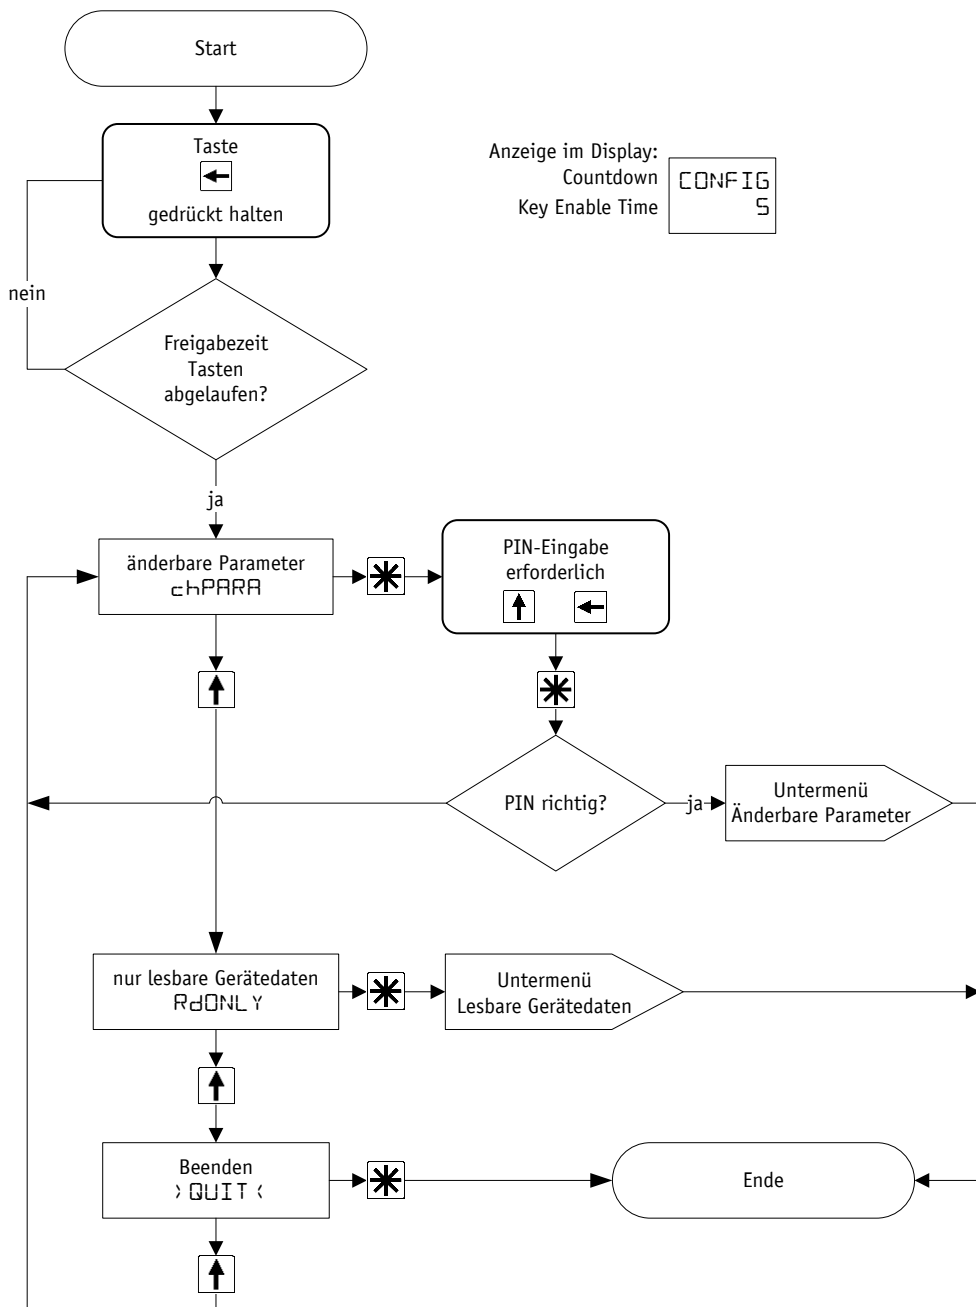 Start
Taste
gedrückt halten
Anzeige im Display:
Countdown
Key Enable Time
CONFIG
5
nein
Freigabezeit
Tasten
abgelaufen?
ja
änderbare Parameter
chPARA
PIN-Eingabe
erforderlich
PIN richtig?
ja
Untermenü
Änderbare Parameter
nur lesbare Gerätedaten
RdONLY
Untermenü
Lesbare Gerätedaten
Beenden
>QUIT<
Ende